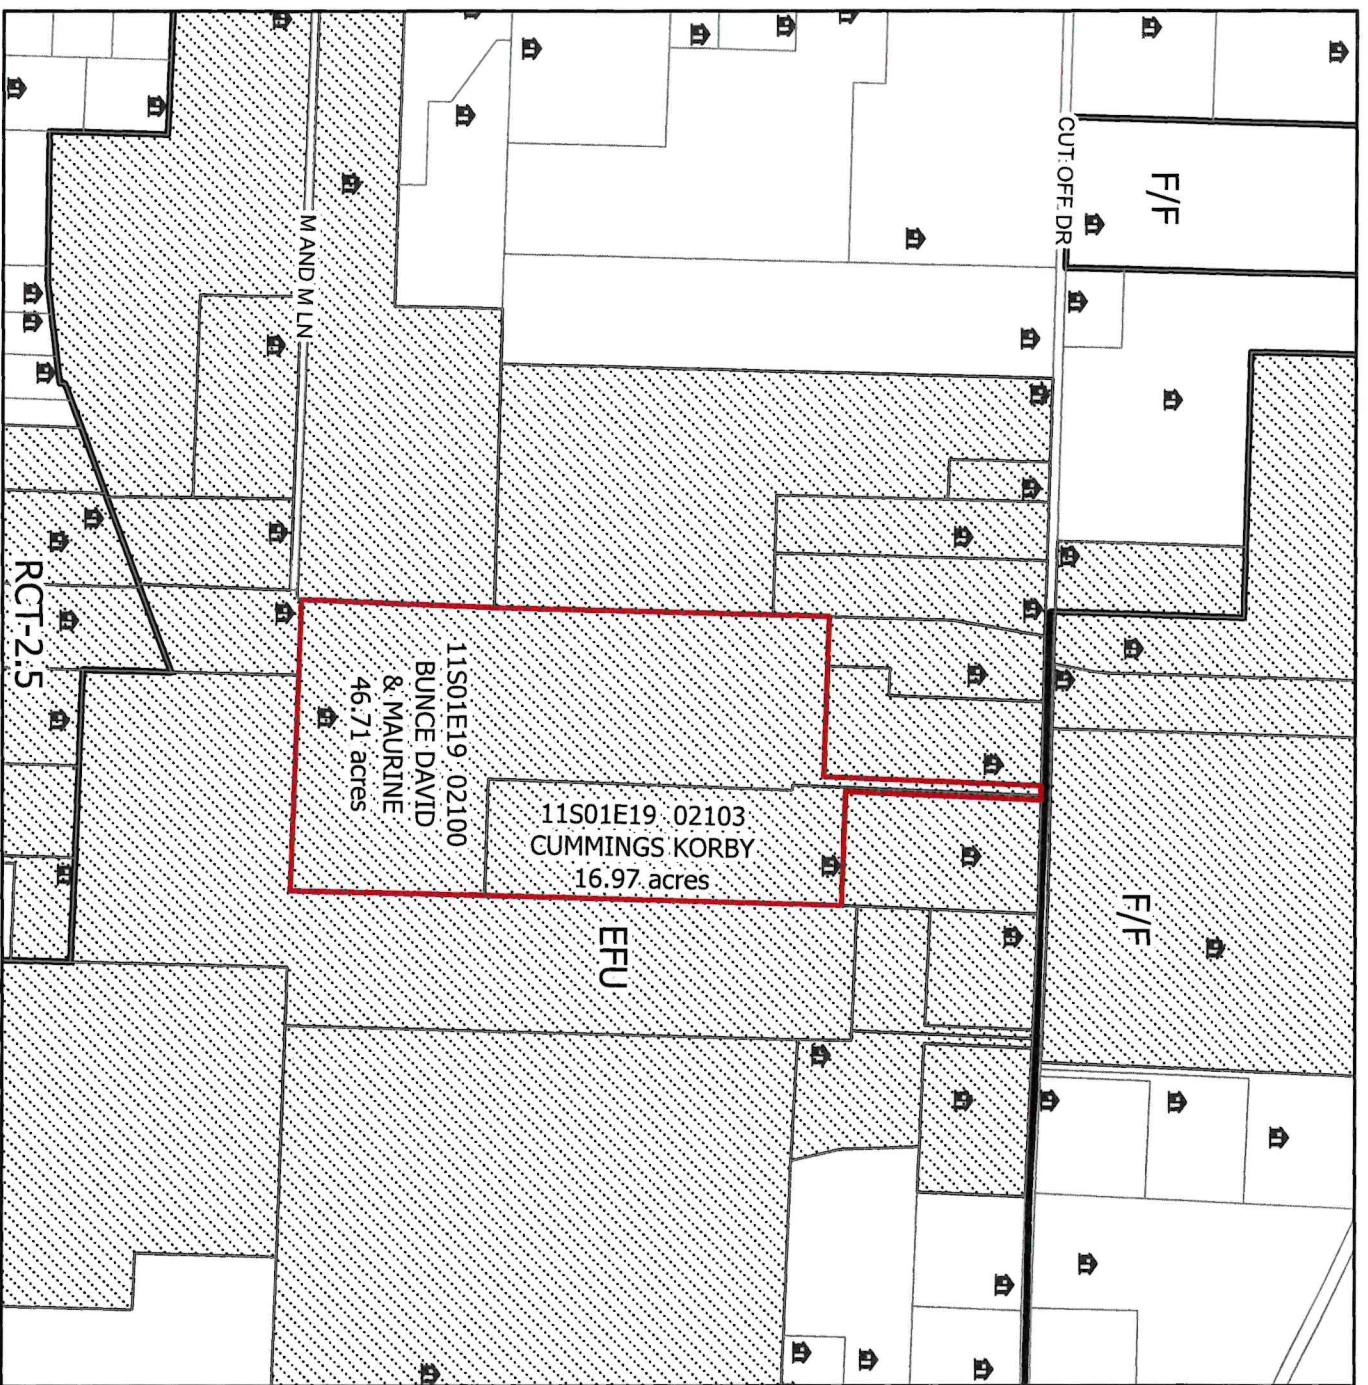 F/F
CUT OFF DR
M AND M LN
RCT-2.5
11S01E19 02100
BUNCE DAVID
& MAURINE
46.71 acres
11S01E19 02103
CUMMINGS KORBY
16.97 acres
F/F
EFU